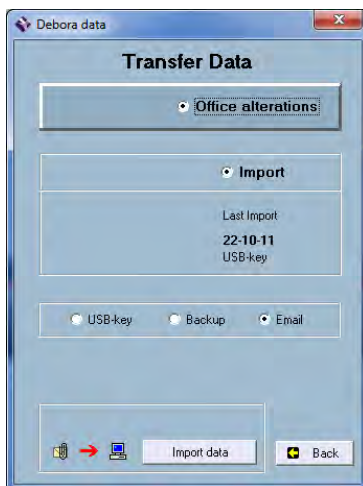 Debora data
Transfer Data
Office alterations
Import
Last Import
22-10-11
USB-key
USB-key Backup Email
Import data Back